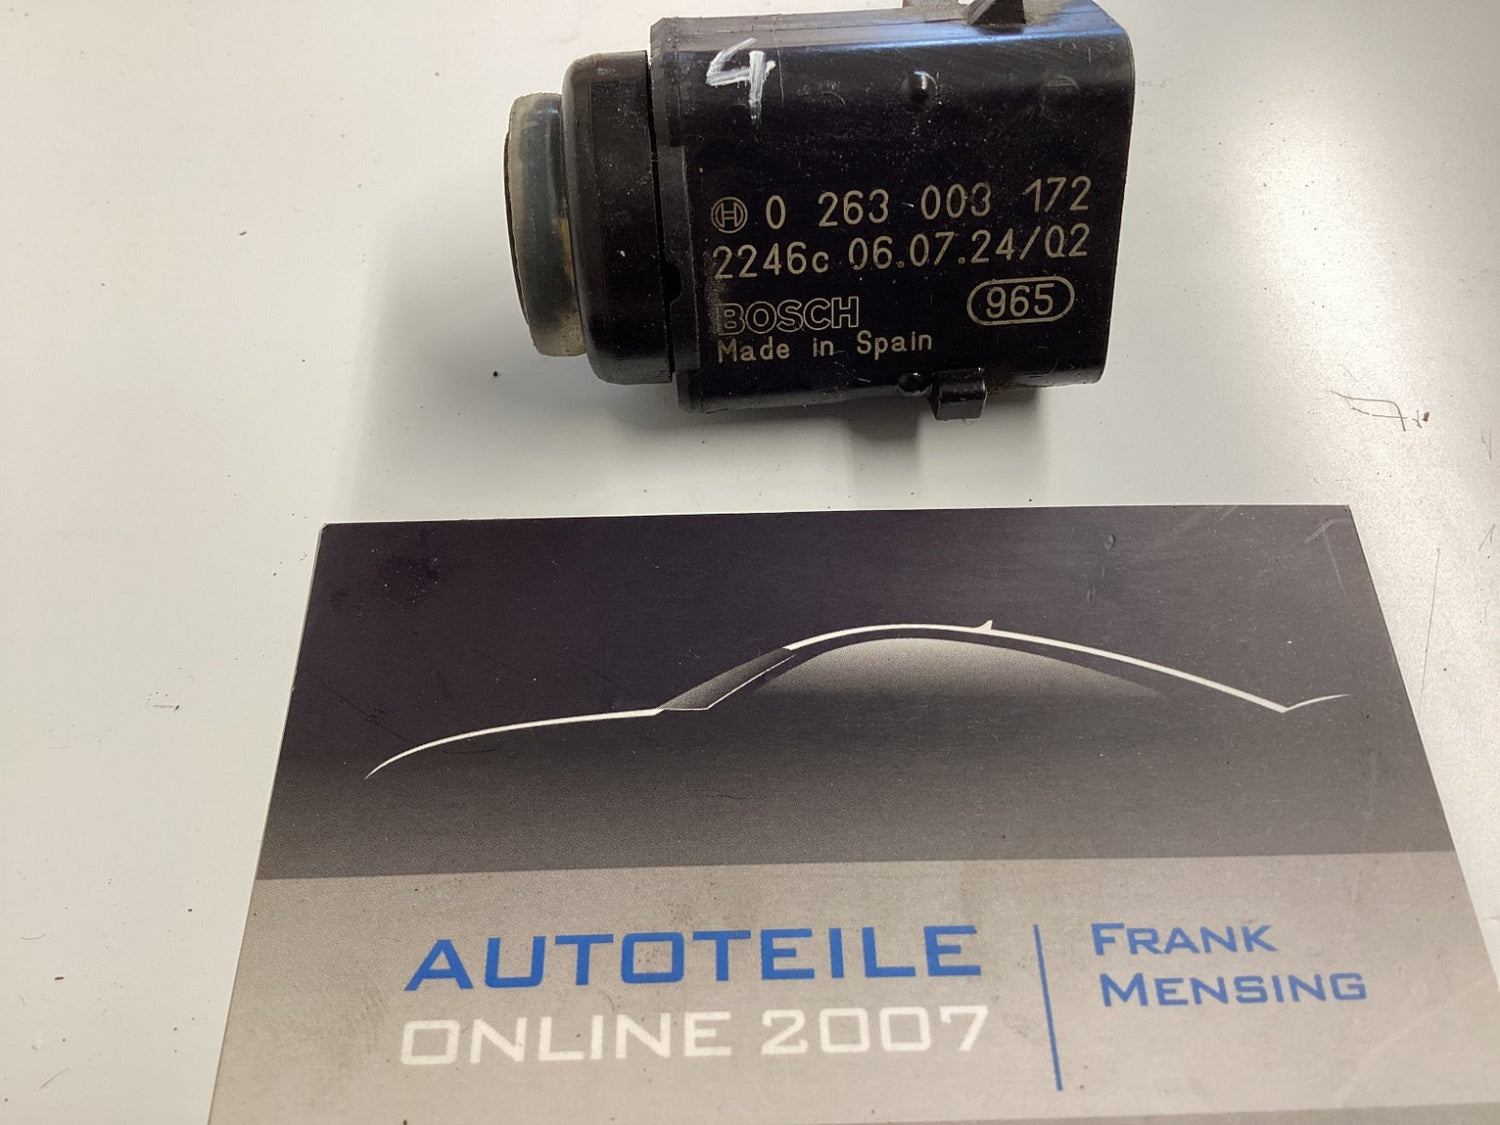 4
0 263 003 172
2246c 06.07.24/02
BOSCH
965
Made in Spain
AUTOTEILE
ONLINE 2007
FRANK
MENSING